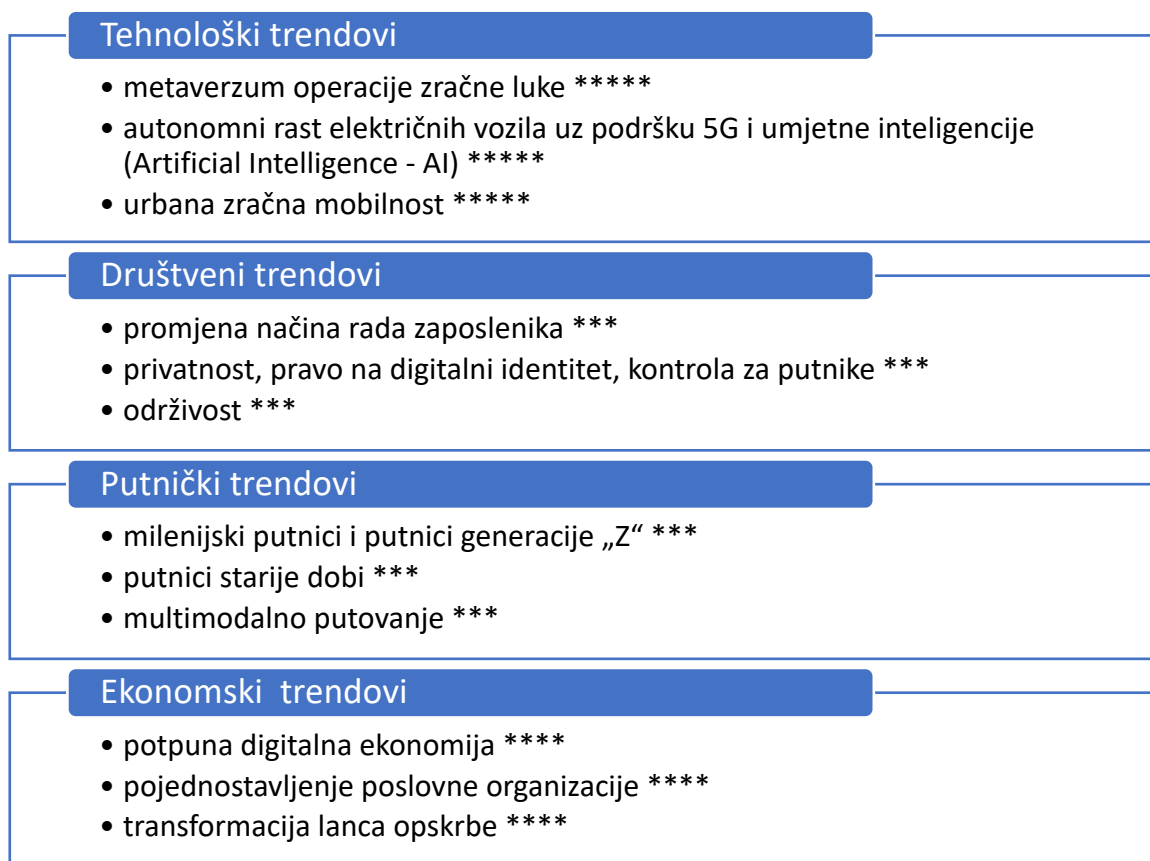 Tehnološki trendovi
• metaverzum operacije zračne luke *****
• autonomni rast električnih vozila uz podršku 5G i umjetne inteligencije
(Artificial Intelligence - AI) *****
• urbana zračna mobilnost *****
Društveni trendovi
• promjena načina rada zaposlenika ***
• privatnost, pravo na digitalni identitet, kontrola za putnike ***
• održivost ***
Putnički trendovi
• milenijski putnici i putnici generacije „Z“ ***
• putnici starije dobi ***
• multimodalno putovanje ***
Ekonomski  trendovi
• potpuna digitalna ekonomija ****
• pojednostavljenje poslovne organizacije ****
• transformacija lanca opskrbe ****